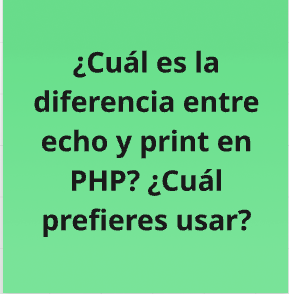 ¿Cuál es la
diferencia entre
echo y print en
PHP? ¿Cuál
prefieres usar?